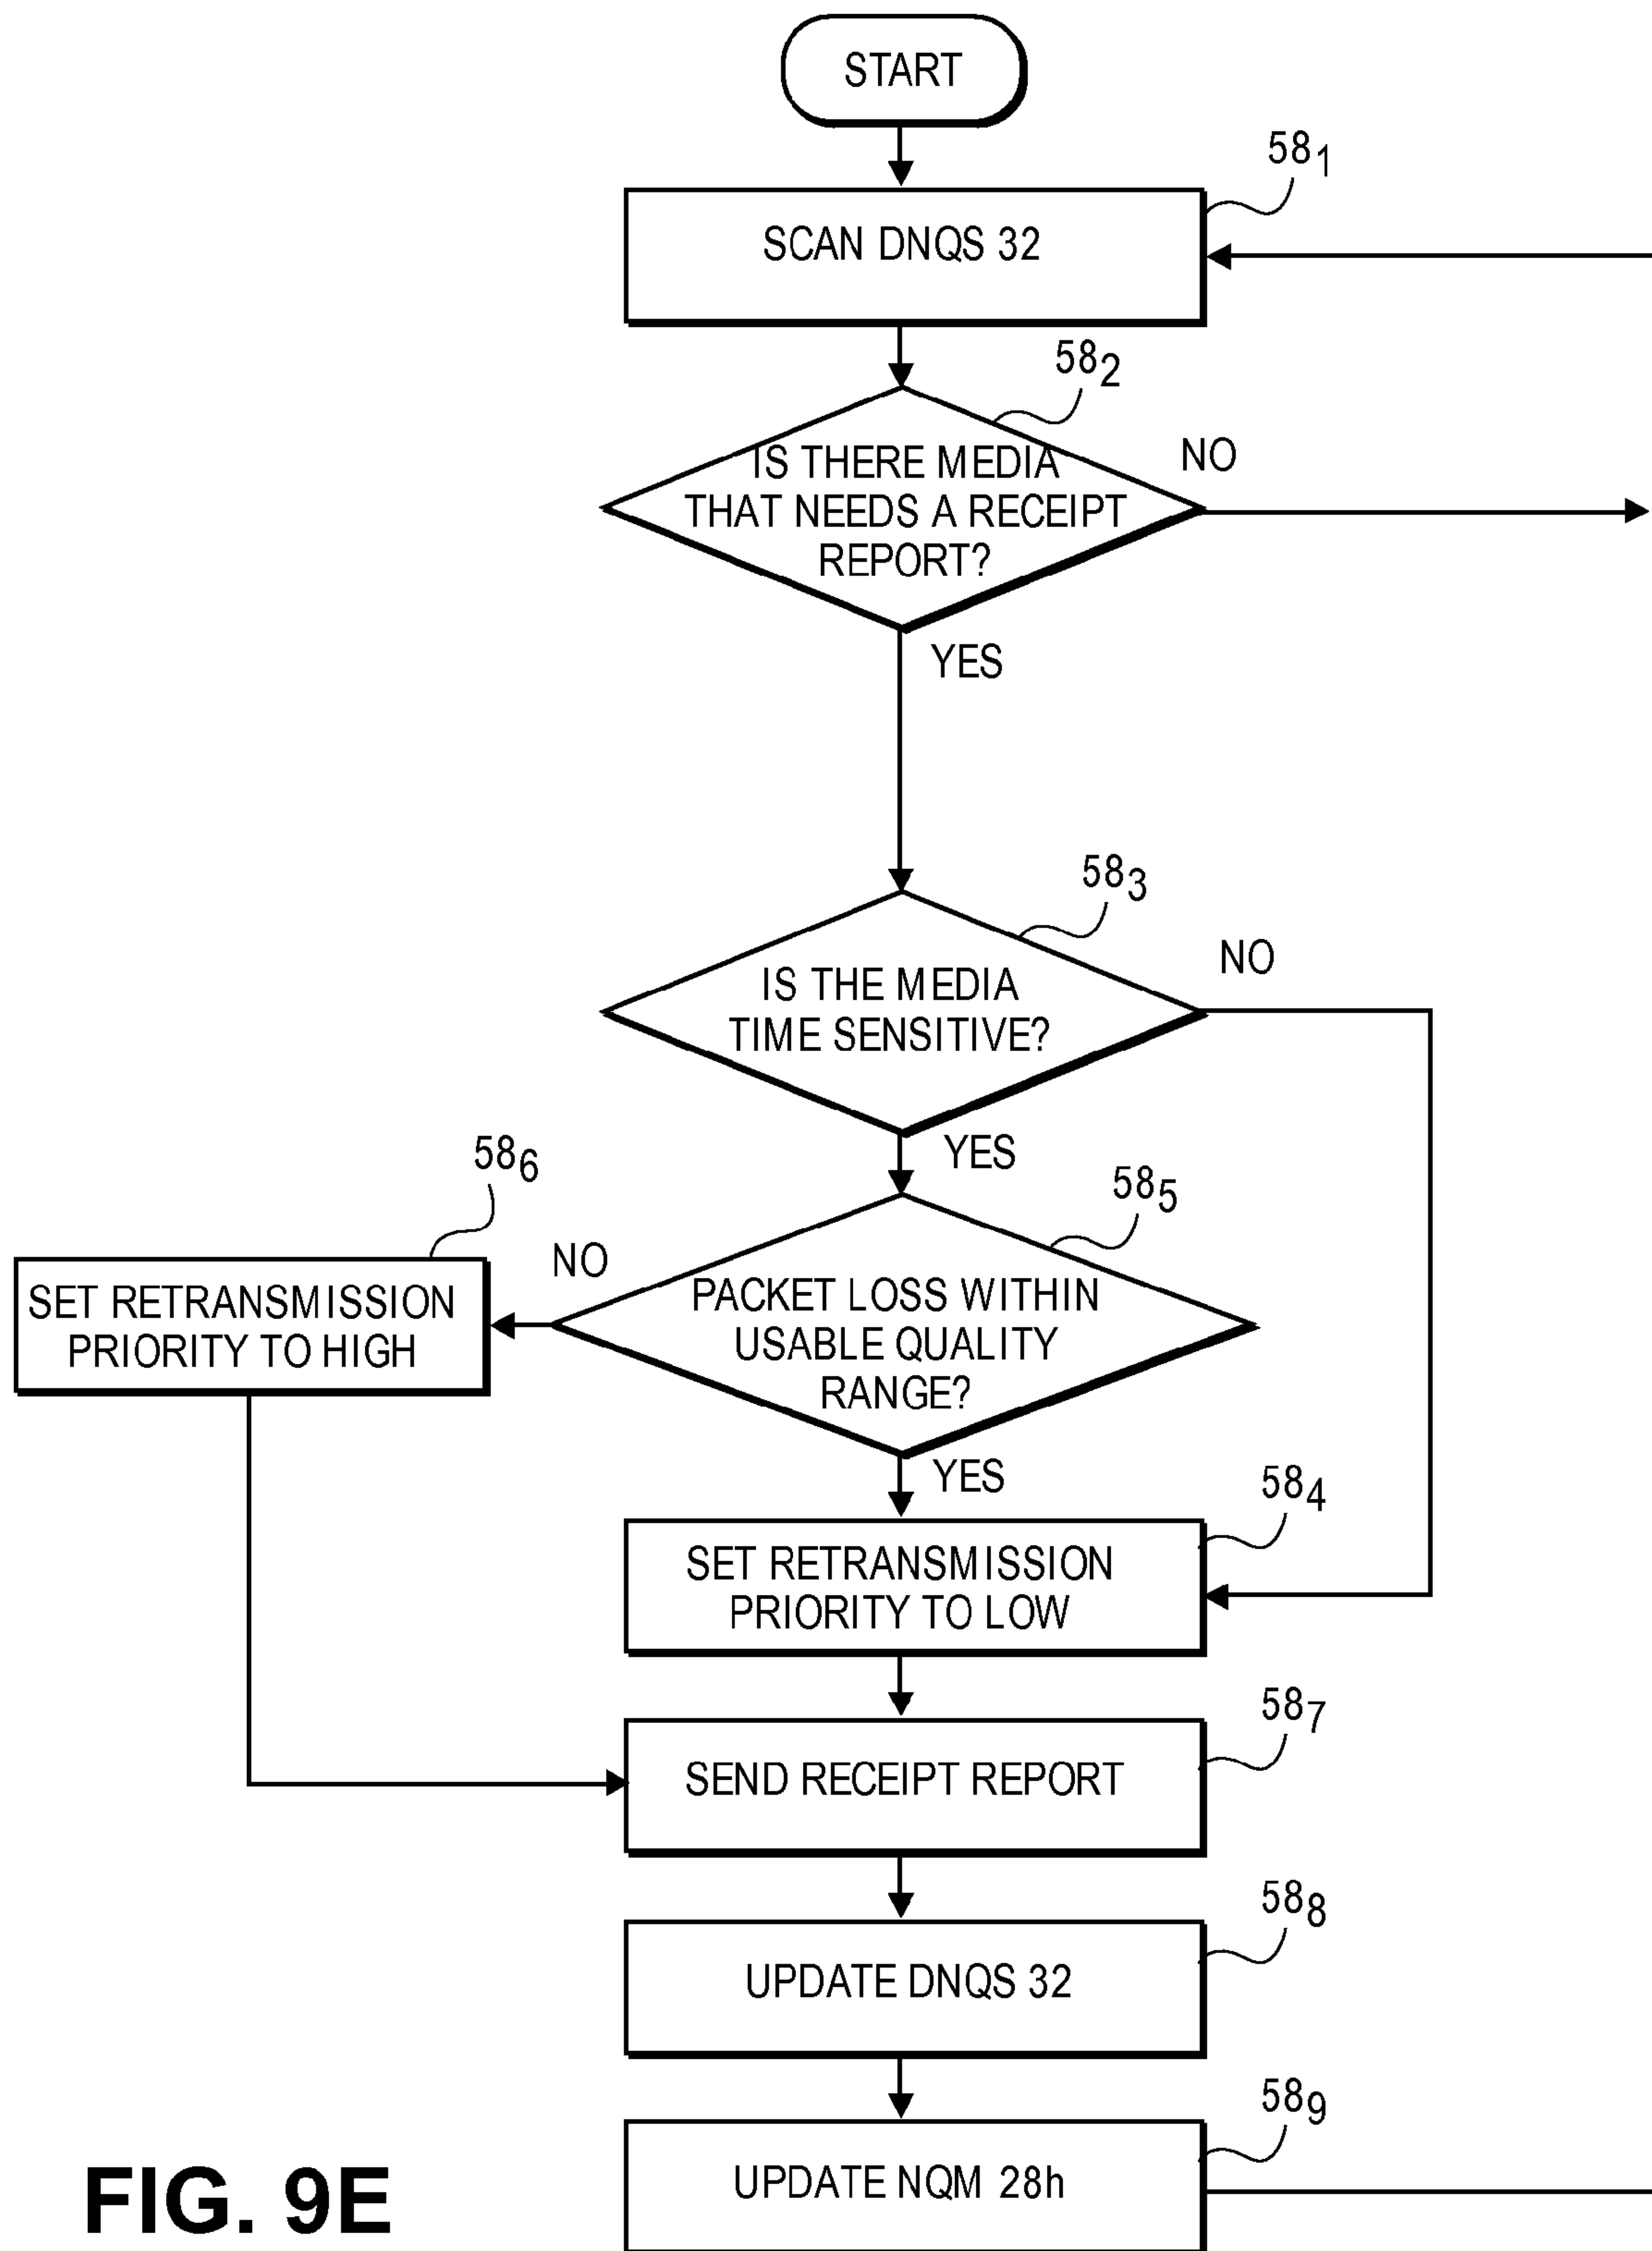 START
58₁
SCAN DNQS 32
58₂
IS THERE MEDIA
THAT NEEDS A RECEIPT
REPORT?
NO
YES
58₃
IS THE MEDIA
TIME SENSITIVE?
NO
YES
58₆
58₅
SET RETRANSMISSION
PRIORITY TO HIGH
NO
PACKET LOSS WITHIN
USABLE QUALITY
RANGE?
YES
58₄
SET RETRANSMISSION
PRIORITY TO LOW
58₇
SEND RECEIPT REPORT
58₈
UPDATE DNQS 32
58₉
UPDATE NQM 28h
FIG. 9E